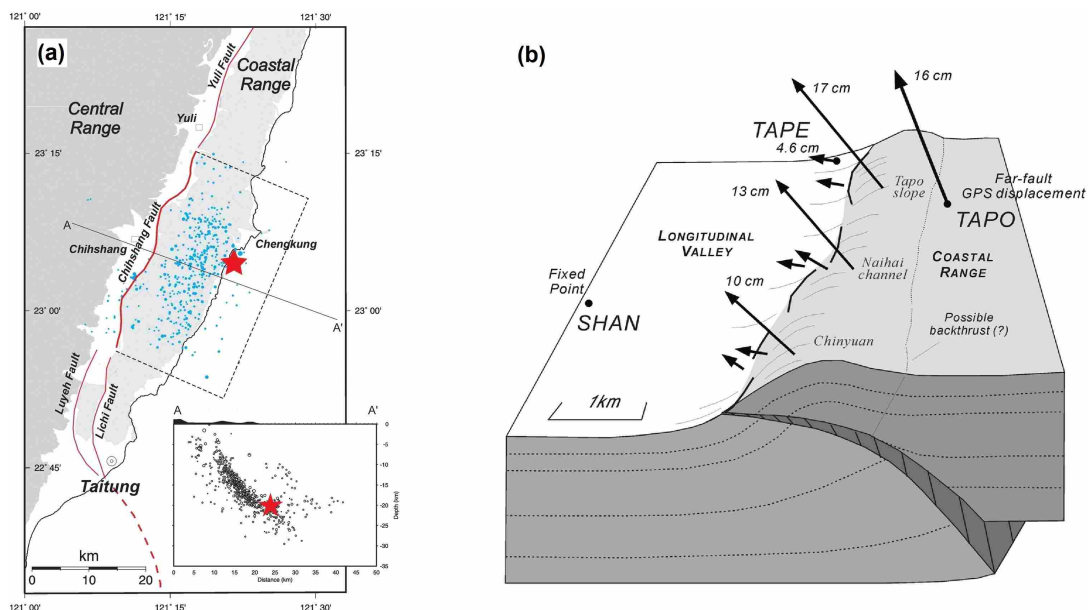 121° 00'
121° 15'
121° 30'
(a)
Yuli Fault
Coastal
Range
Central
Range
Yuli
23° 15'
23° 15'
A
Chihshang Fault
Chihshang
Chengkung
23° 00'
23° 00'
A'
Luyeh Fault
Lichi Fault
22° 45'
Taitung
km
0 10 20
A
A'
0
-5
-10
-15
-20
-25
-30
-35
Depth (km)
0 5 10 15 20 25 30 35 40 45 50
Distance (km)
121° 00'
121° 15'
121° 30'
(b)
17 cm
16 cm
TAPE
4.6 cm
Tapo
slope
Far-fault
GPS displacement
TAPO
13 cm
LONGITUDINAL
VALLEY
Naihai
channel
COASTAL
RANGE
Fixed
Point
SHAN
10 cm
Chinyuan
Possible
backthrust (?)
1km